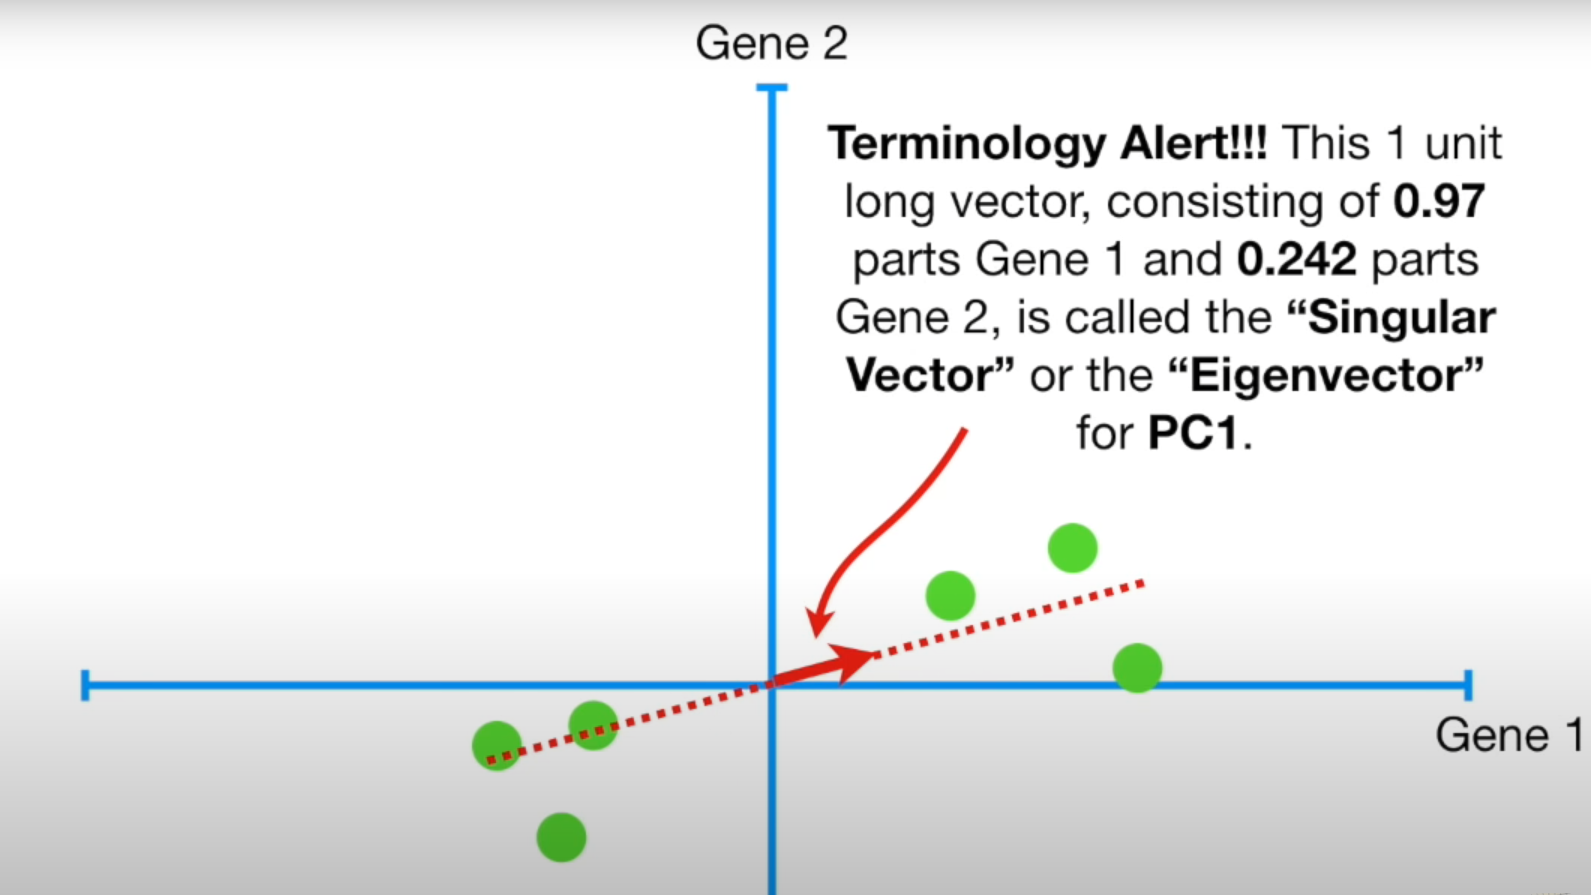 Gene 2
Terminology Alert!!! This 1 unit
long vector, consisting of 0.97
parts Gene 1 and 0.242 parts
Gene 2, is called the “Singular
Vector” or the “Eigenvector”
for PC1.
Gene 1